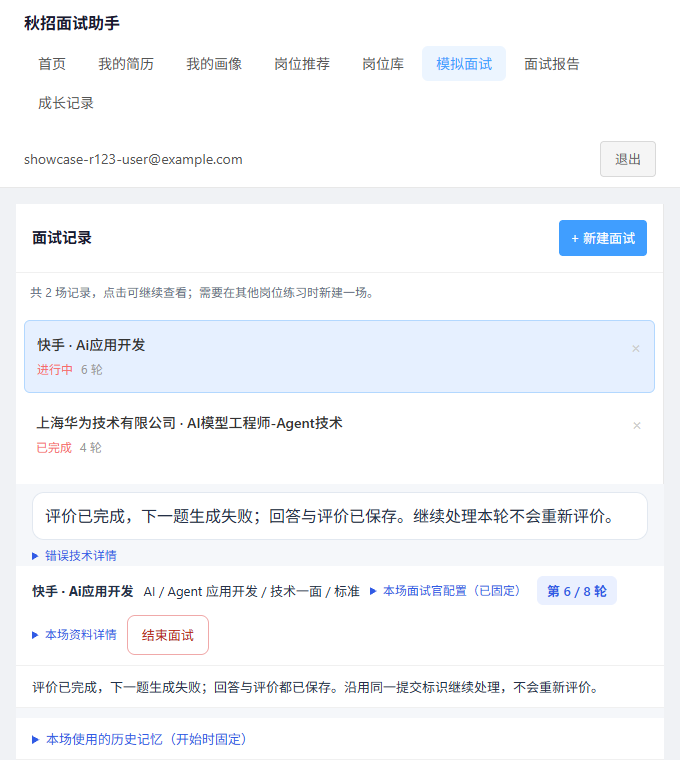 秋招面试助手
首页 我的简历 我的画像 岗位推荐 岗位库 模拟面试 面试报告
成长记录
showcase-r123-user@example.com 退出
面试记录 + 新建面试
共 2 场记录，点击可继续查看；需要在其他岗位练习时新建一场。
快手 · Ai应用开发 ×
进行中 6 轮
上海华为技术有限公司 · AI模型工程师-Agent技术 ×
已完成 4 轮
评价已完成，下一题生成失败；回答与评价已保存。继续处理本轮不会重新评价。
▶ 错误技术详情
快手 · Ai应用开发 AI / Agent 应用开发 / 技术一面 / 标准 ▶ 本场面试官配置（已固定） 第 6 / 8 轮
▶ 本场资料详情 结束面试
评价已完成，下一题生成失败；回答与评价都已保存。沿用同一提交标识继续处理，不会重新评价。
▶ 本场使用的历史记忆（开始时固定）